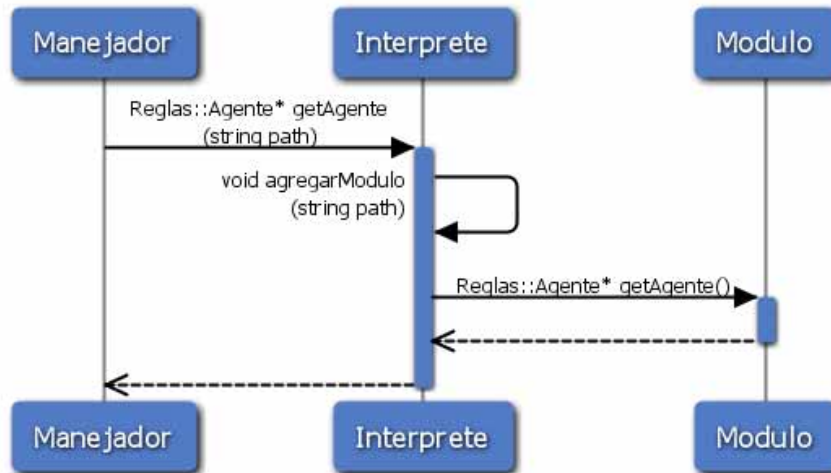 Manejador
Interprete
Modulo
Reglas::Agente* getAgente
(string path)
void agregarModulo
(string path)
Reglas::Agente* getAgente()
Manejador
Interprete
Modulo